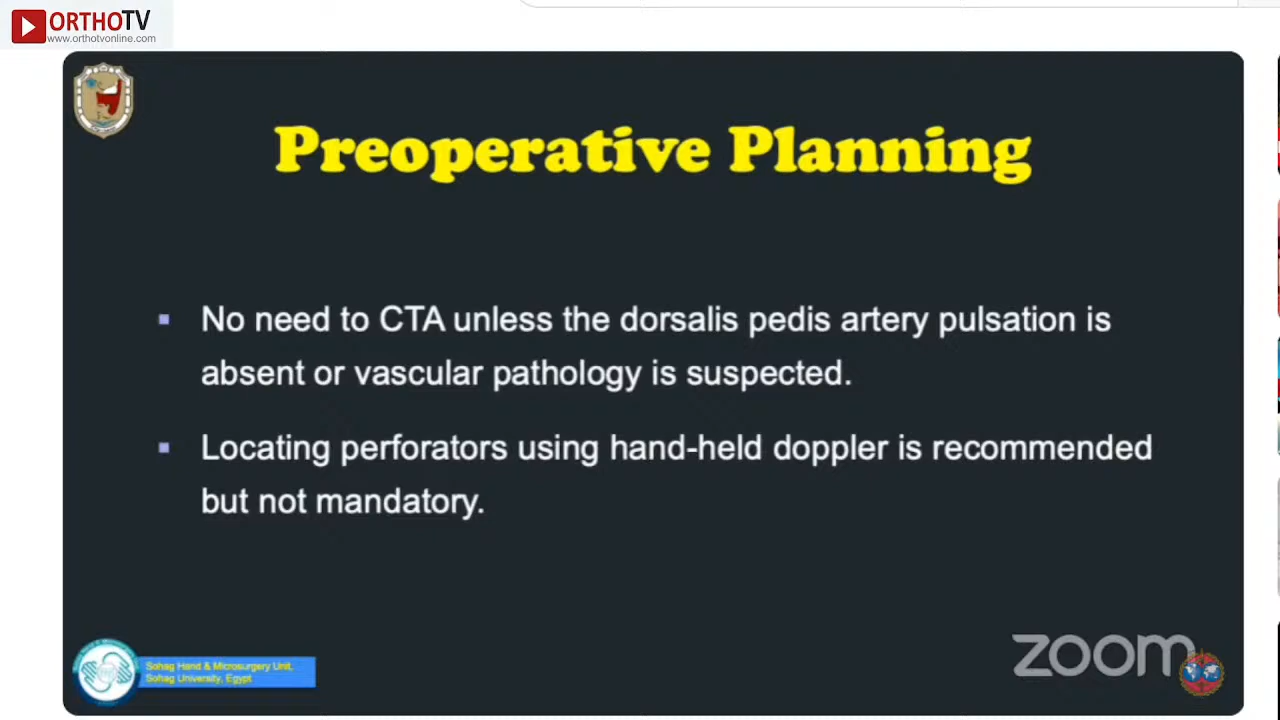 ORTHOTV
www.orthotvonline.com
Preoperative Planning
No need to CTA unless the dorsalis pedis artery pulsation is
absent or vascular pathology is suspected.
Locating perforators using hand-held doppler is recommended
but not mandatory.
Sohag Hand & Microsurgery Unit,
Sohag University, Egypt
zoom